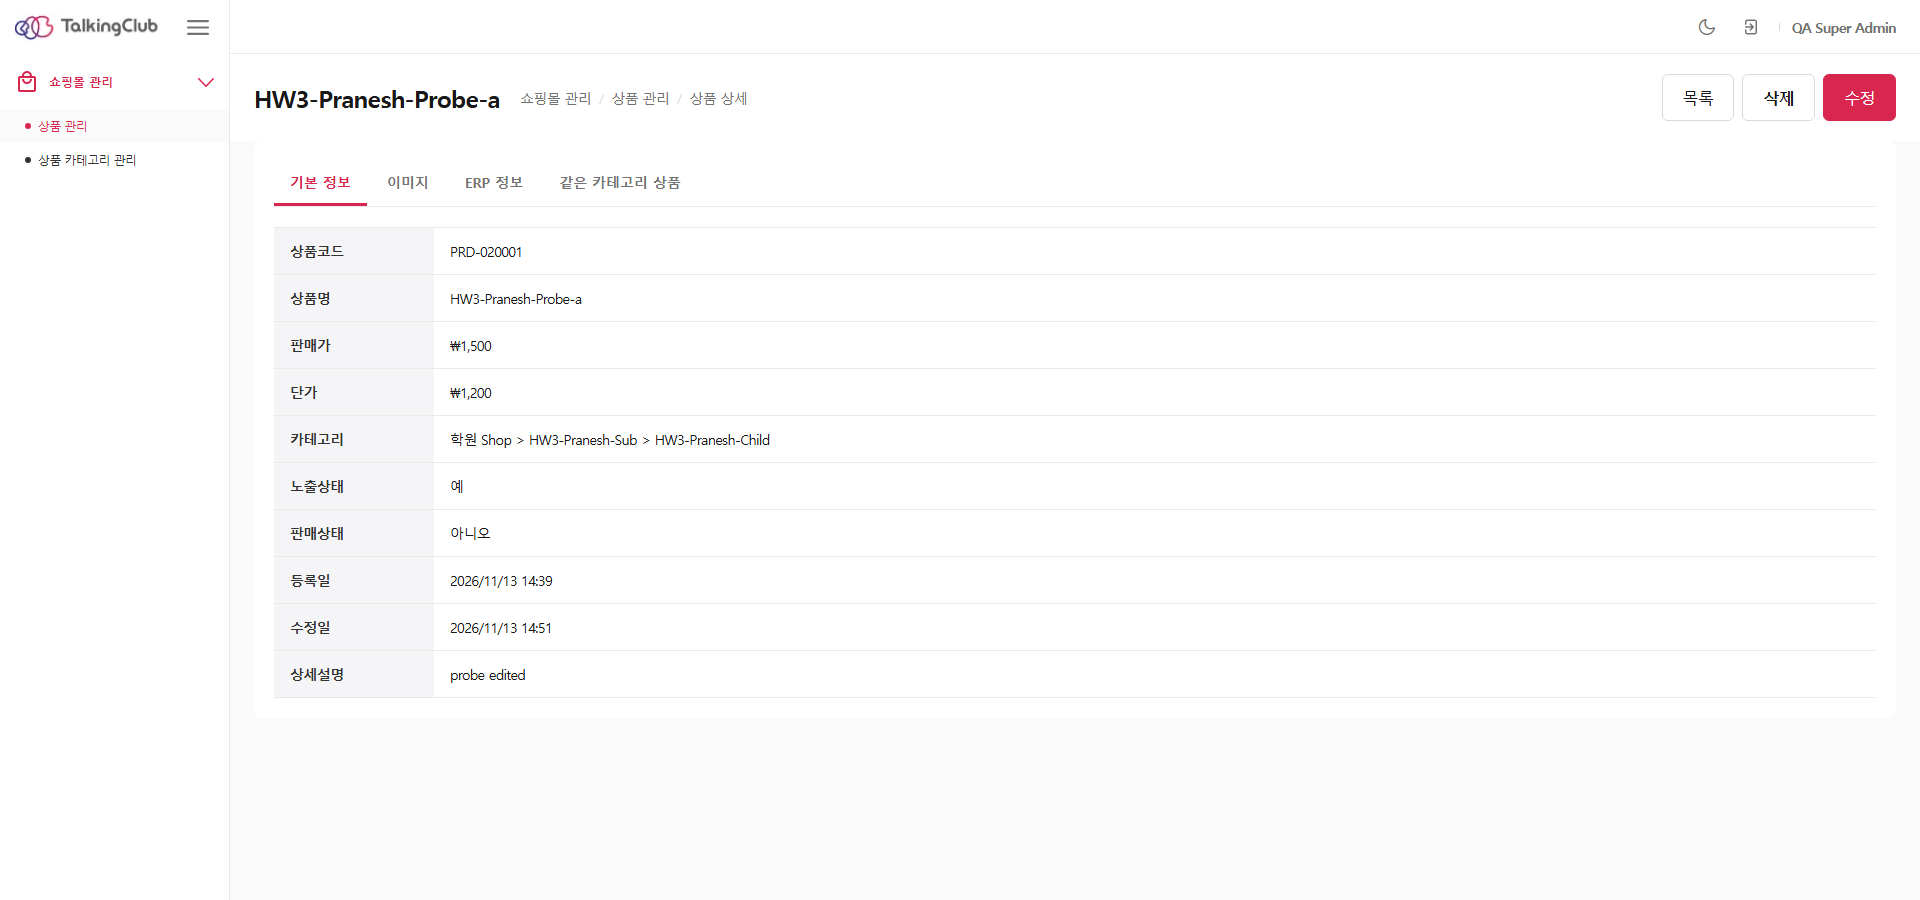 TalkingClub
QA Super Admin
쇼핑몰 관리
상품 관리
상품 카테고리 관리
HW3-Pranesh-Probe-a
쇼핑몰 관리 / 상품 관리 / 상품 상세
목록
삭제
수정
기본 정보
이미지
ERP 정보
같은 카테고리 상품
상품코드 PRD-020001
상품명 HW3-Pranesh-Probe-a
판매가 ₩1,500
단가 ₩1,200
카테고리 학원 Shop > HW3-Pranesh-Sub > HW3-Pranesh-Child
노출상태 예
판매상태 아니오
등록일 2026/11/13 14:39
수정일 2026/11/13 14:51
상세설명 probe edited